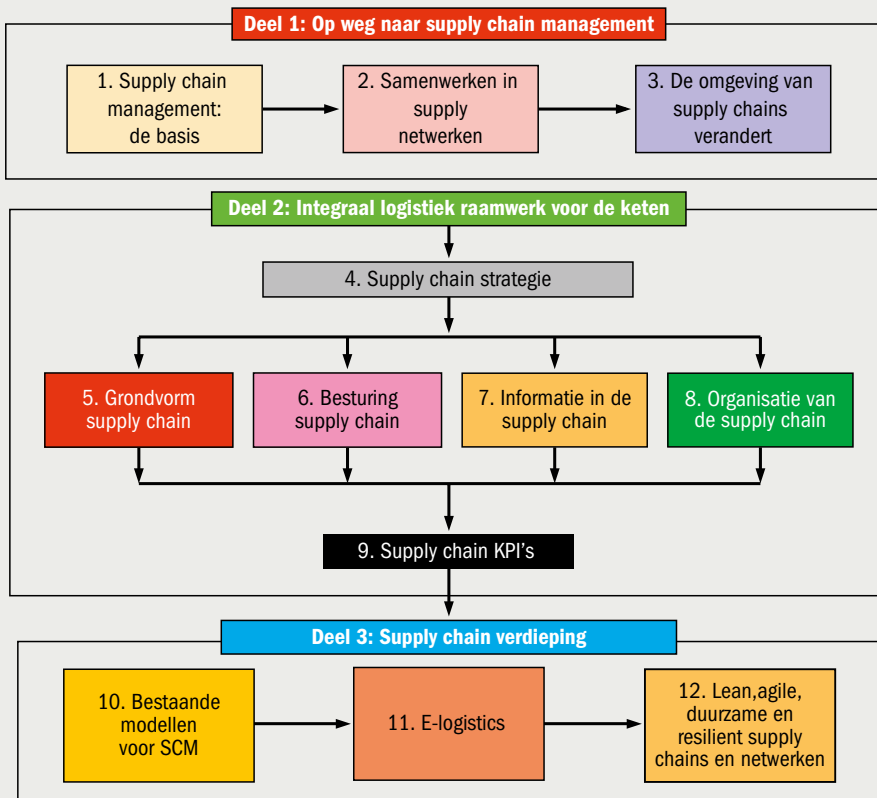 Deel 1: Op weg naar supply chain management
1. Supply chain
management:
de basis
2. Samenwerken in
supply
netwerken
3. De omgeving van
supply chains
verandert
Deel 2: Integraal logistiek raamwerk voor de keten
4. Supply chain strategie
5. Grondvorm
supply chain
6. Besturing
supply chain
7. Informatie in de
supply chain
8. Organisatie van
de supply chain
9. Supply chain KPI's
Deel 3: Supply chain verdieping
10. Bestaande
modellen
voor SCM
11. E-logistics
12. Lean,agile,
duurzame en
resilient supply
chains en netwerken